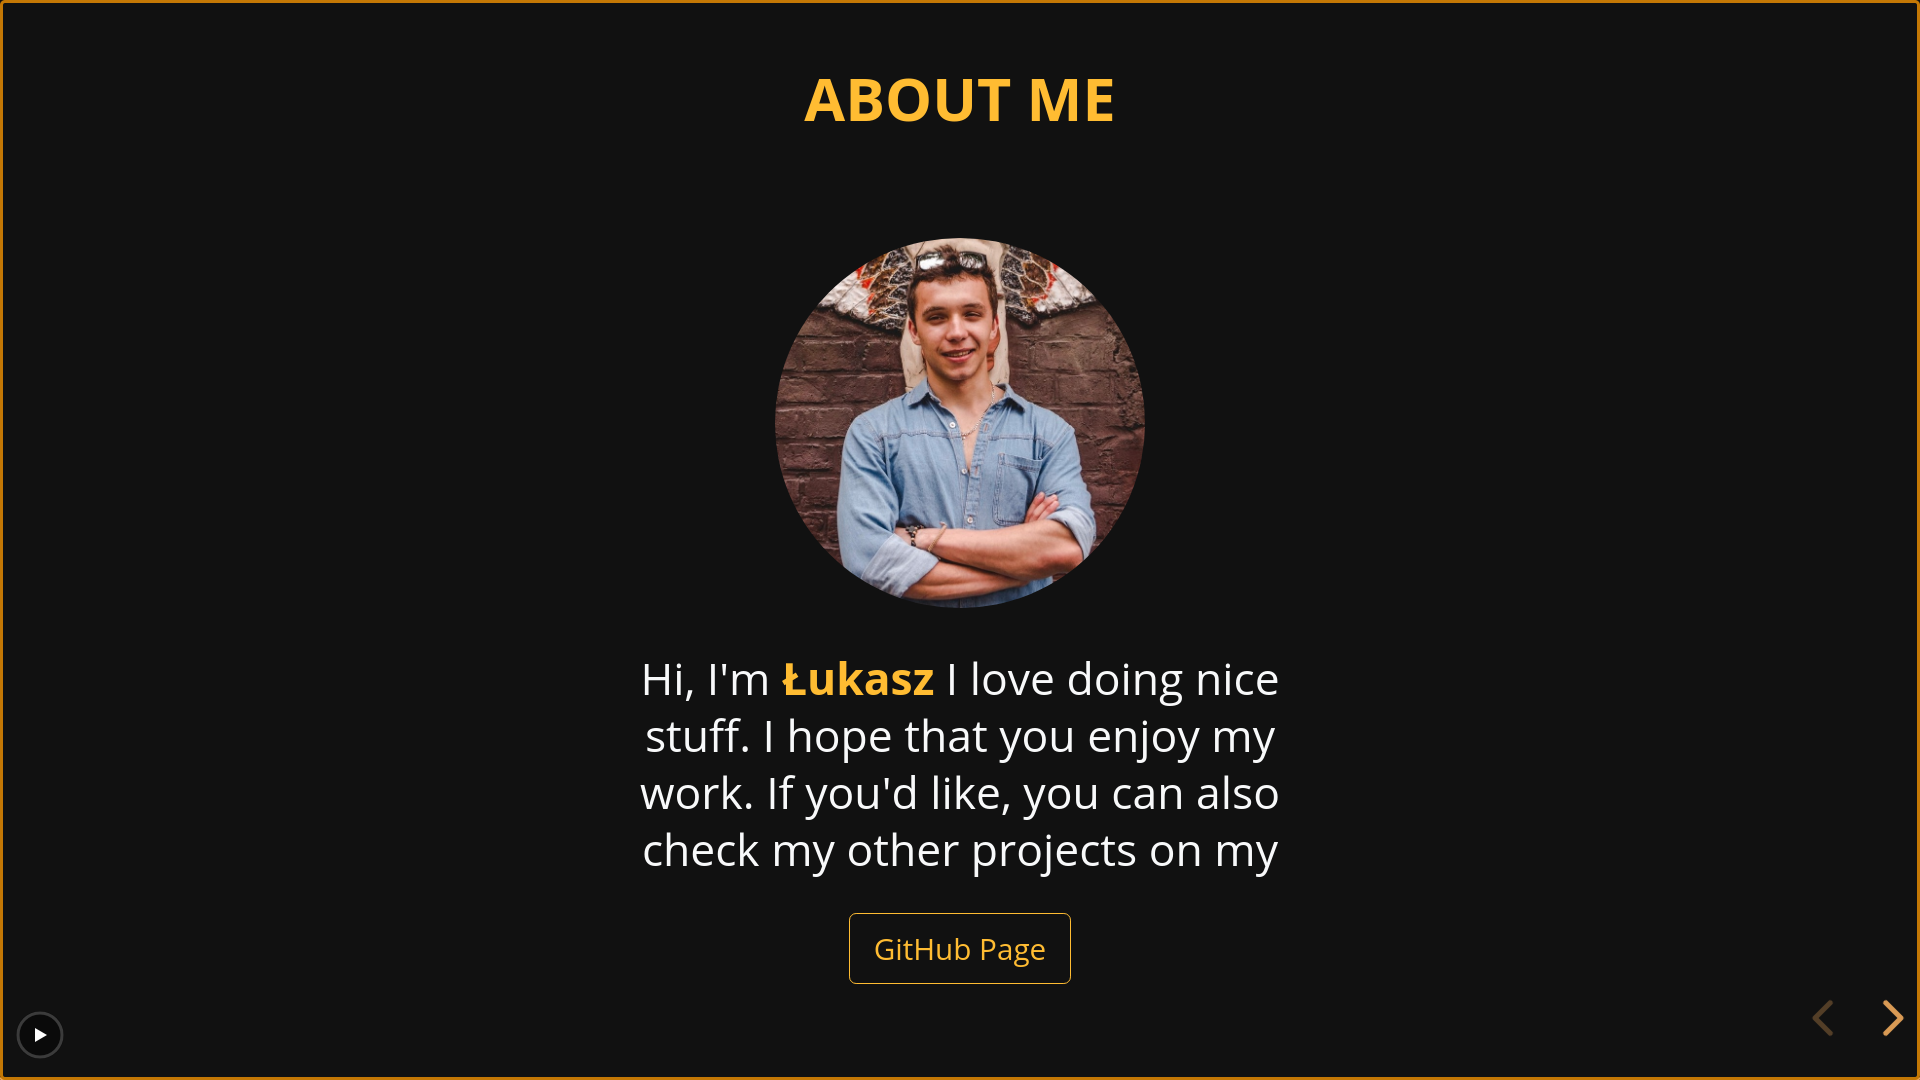 ABOUT ME
Hi, I'm Łukasz I love doing nice
stuff. I hope that you enjoy my
work. If you'd like, you can also
check my other projects on my
GitHub Page